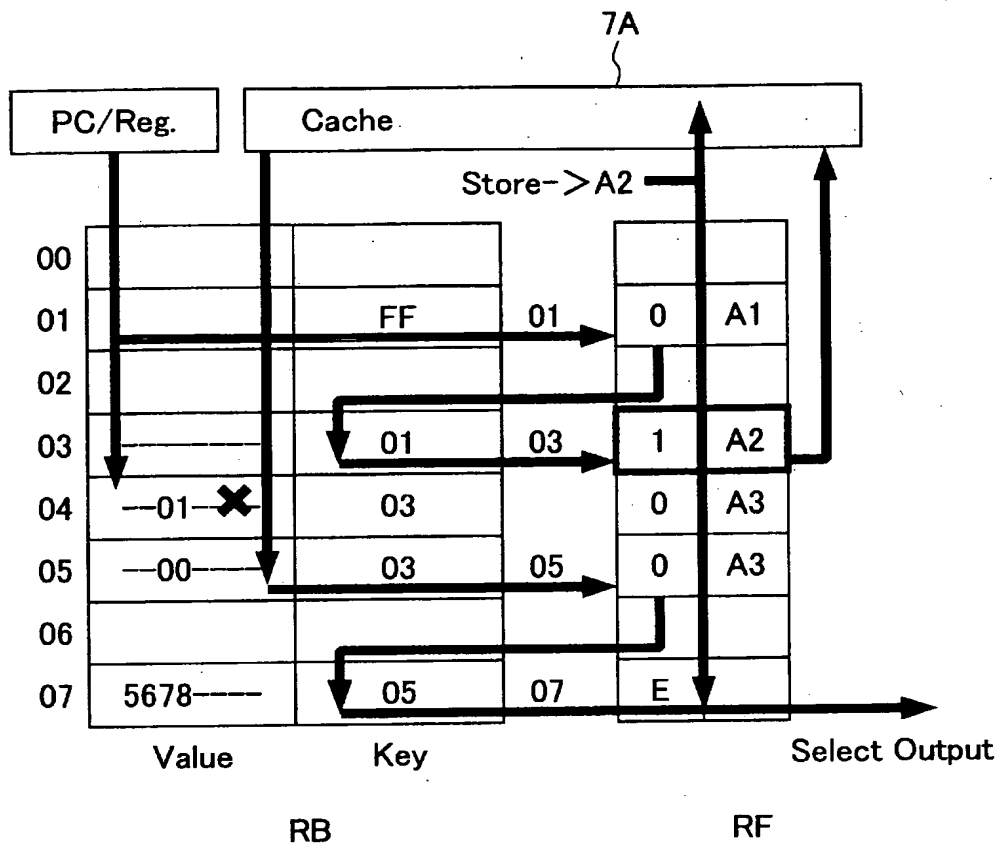 7A
PC/Reg. Cache
Store->A2
00
01 FF 01 0 A1
02
03 ------- 01 03 1 A2
04 --01---- 03 0 A3
05 --00---- 03 05 0 A3
06
07 5678---- 05 07 E
Value Key Select Output
RB RF